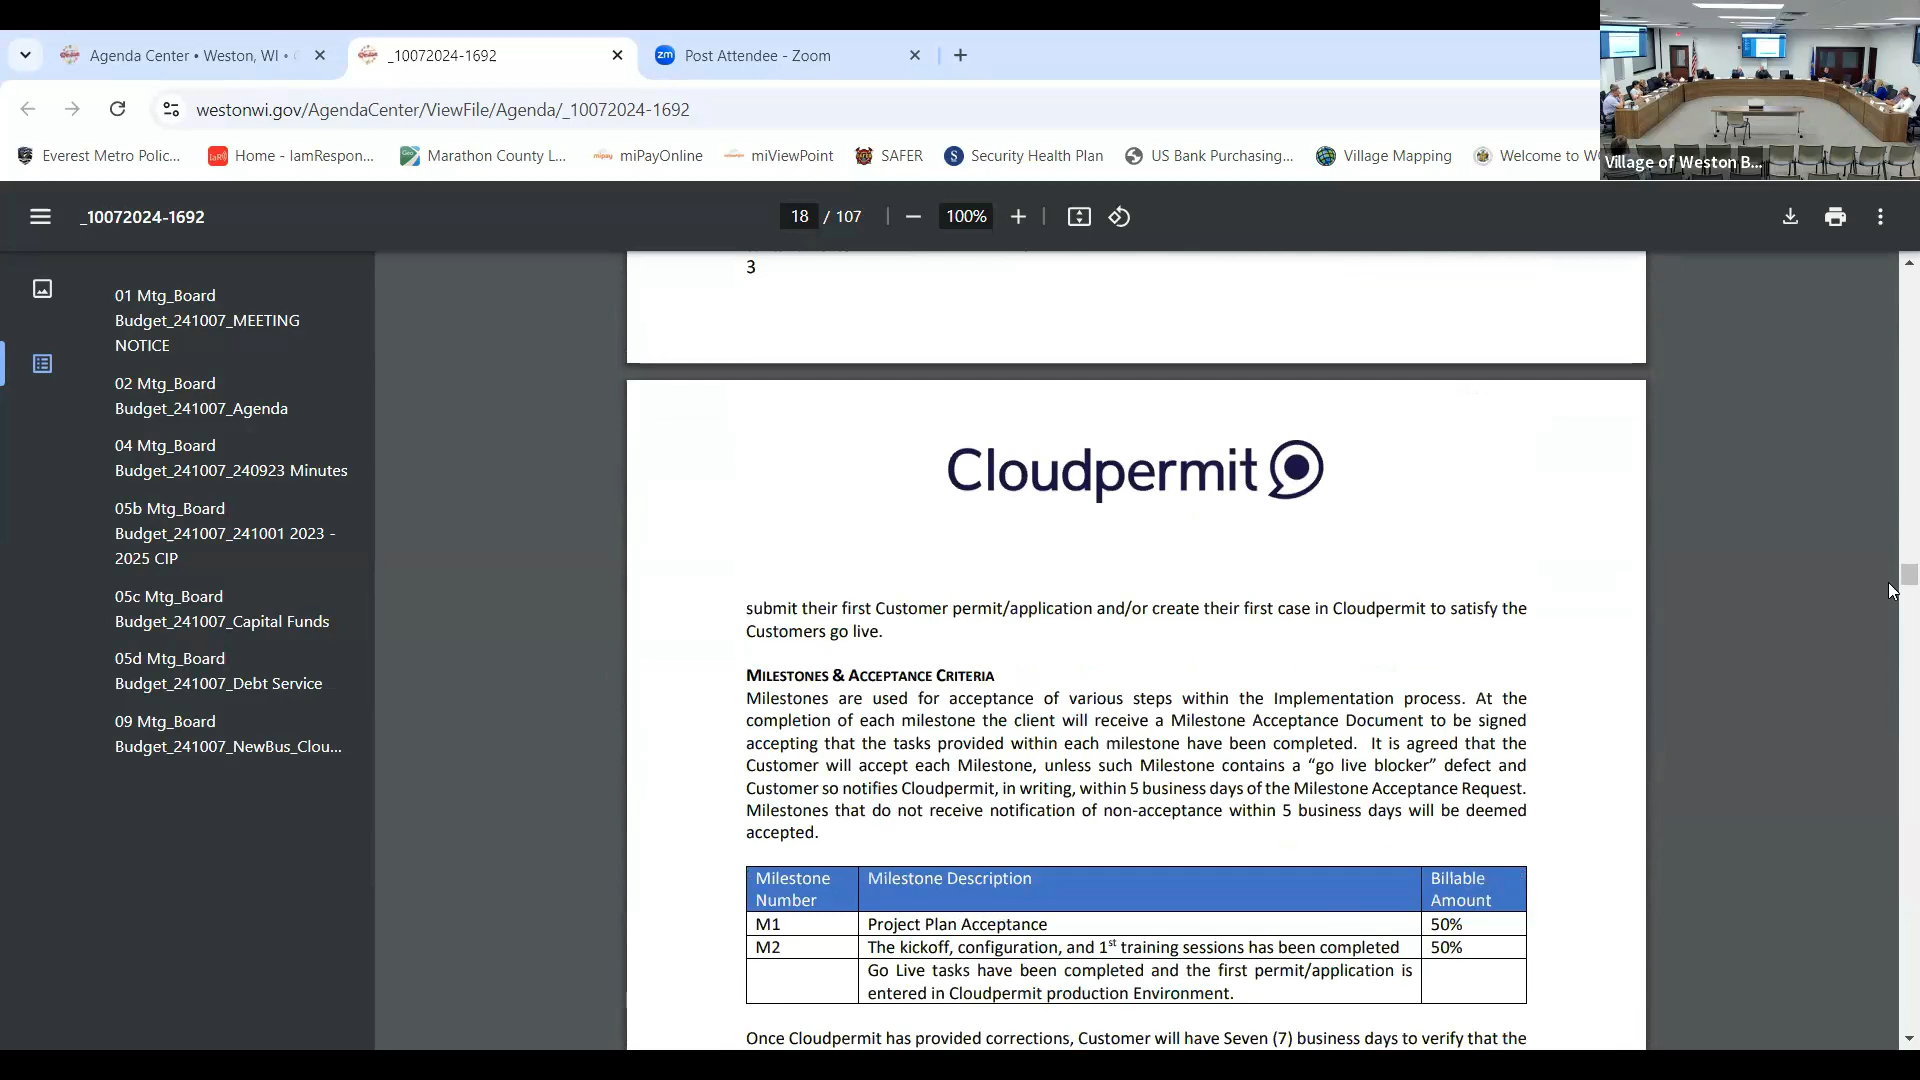 Agenda Center • Weston, WI •
_10072024-1692
zm Post Attendee - Zoom
westonwi.gov/AgendaCenter/ViewFile/Agenda/_10072024-1692
Everest Metro Polic...
Home - IamRespon...
Marathon County L...
miPayOnline
miViewPoint
SAFER
Security Health Plan
US Bank Purchasing...
Village Mapping
Welcome to W
Village of Weston B...
_10072024-1692
18 / 107
100%
01 Mtg_Board
Budget_241007_MEETING
NOTICE
02 Mtg_Board
Budget_241007_Agenda
04 Mtg_Board
Budget_241007_240923 Minutes
05b Mtg_Board
Budget_241007_241001 2023 -
2025 CIP
05c Mtg_Board
Budget_241007_Capital Funds
05d Mtg_Board
Budget_241007_Debt Service
09 Mtg_Board
Budget_241007_NewBus_Clou...
3
Cloudpermit
submit their first Customer permit/application and/or create their first case in Cloudpermit to satisfy the
Customers go live.
MILESTONES & ACCEPTANCE CRITERIA
Milestones are used for acceptance of various steps within the Implementation process. At the
completion of each milestone the client will receive a Milestone Acceptance Document to be signed
accepting that the tasks provided within each milestone have been completed. It is agreed that the
Customer will accept each Milestone, unless such Milestone contains a “go live blocker” defect and
Customer so notifies Cloudpermit, in writing, within 5 business days of the Milestone Acceptance Request.
Milestones that do not receive notification of non-acceptance within 5 business days will be deemed
accepted.
Milestone Number
Milestone Description
Billable Amount
M1 Project Plan Acceptance 50%
M2 The kickoff, configuration, and 1st training sessions has been completed 50%
Go Live tasks have been completed and the first permit/application is
entered in Cloudpermit production Environment.
Once Cloudpermit has provided corrections, Customer will have Seven (7) business days to verify that the